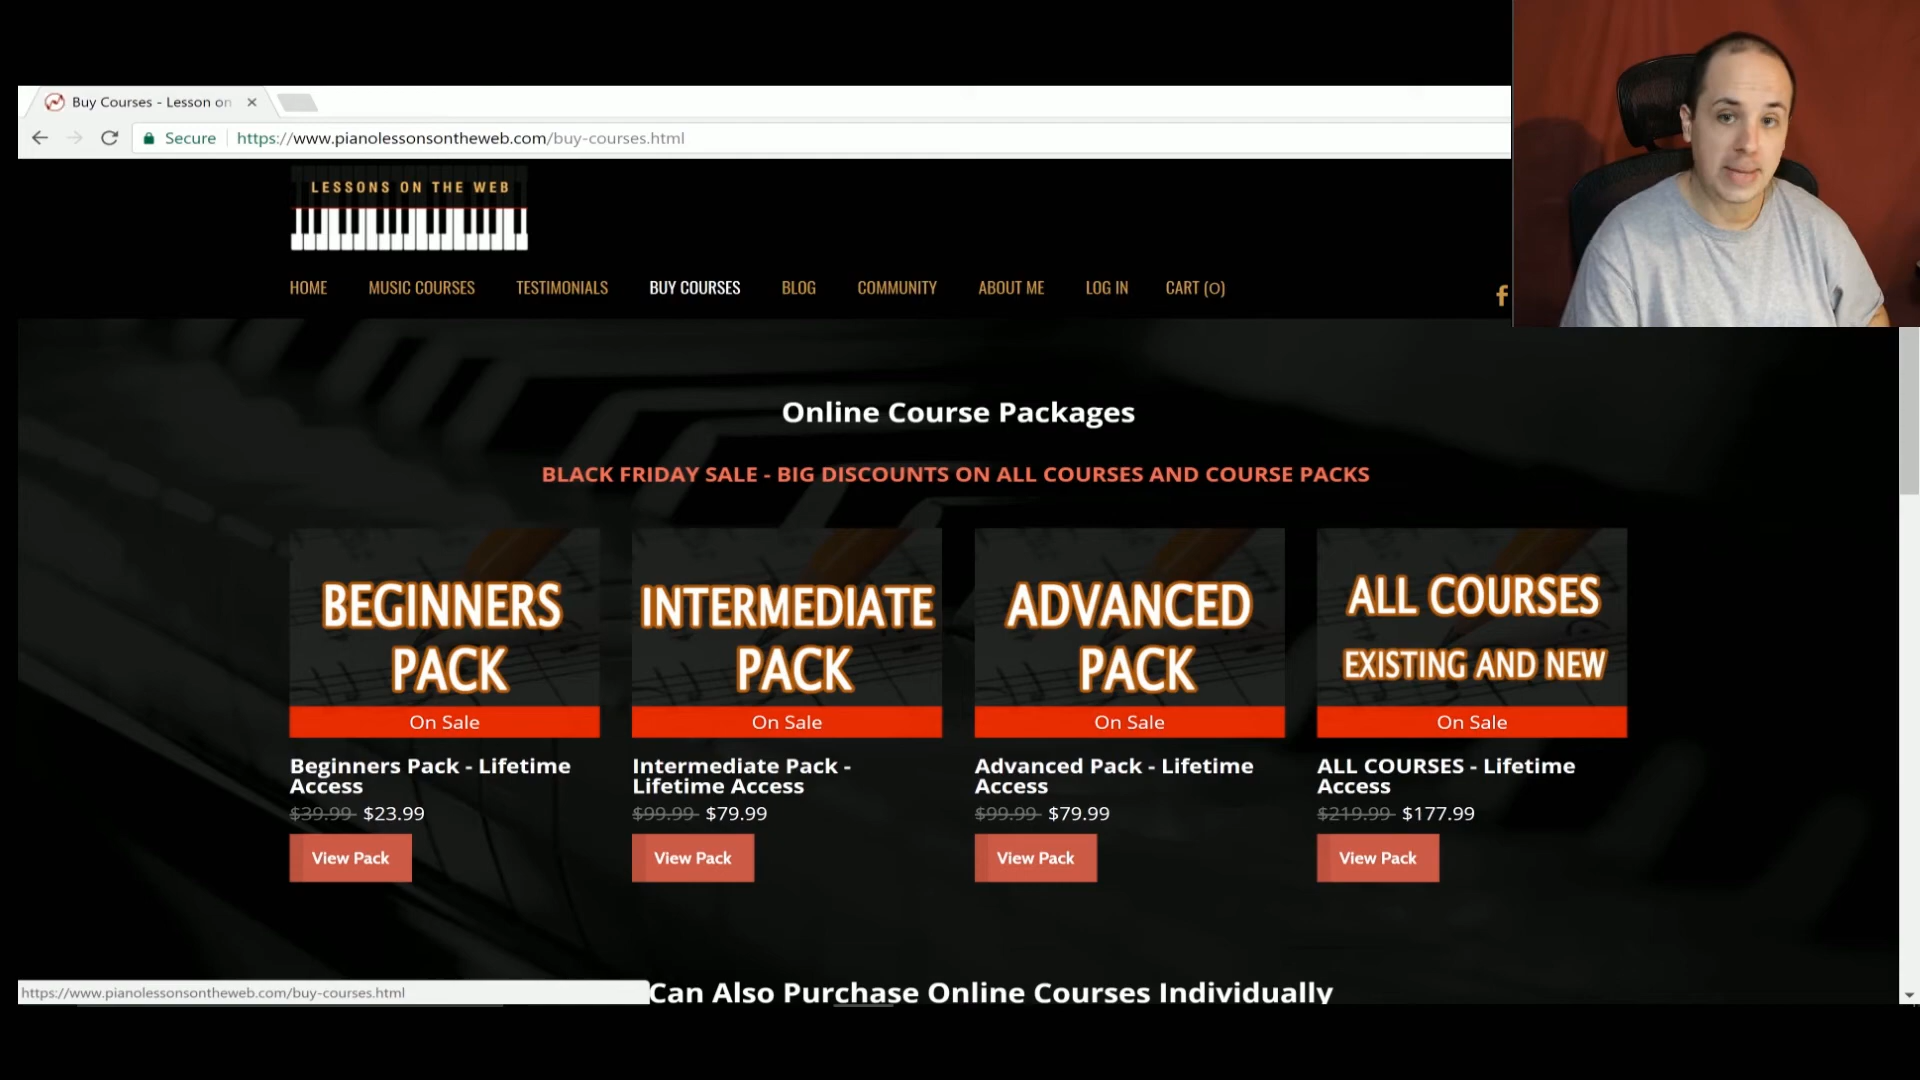 Buy Courses - Lesson on
Secure https://www.pianolessonsontheweb.com/buy-courses.html
LESSONS ON THE WEB
HOME MUSIC COURSES TESTIMONIALS BUY COURSES BLOG COMMUNITY ABOUT ME LOG IN CART (0)
f
Online Course Packages
BLACK FRIDAY SALE - BIG DISCOUNTS ON ALL COURSES AND COURSE PACKS
BEGINNERS
PACK
On Sale
Beginners Pack - Lifetime
Access
$39.99 $23.99
View Pack
INTERMEDIATE
PACK
On Sale
Intermediate Pack -
Lifetime Access
$99.99 $79.99
View Pack
ADVANCED
PACK
On Sale
Advanced Pack - Lifetime
Access
$99.99 $79.99
View Pack
ALL COURSES
EXISTING AND NEW
On Sale
ALL COURSES - Lifetime
Access
$219.99 $177.99
View Pack
Can Also Purchase Online Courses Individually
https://www.pianolessonsontheweb.com/buy-courses.html